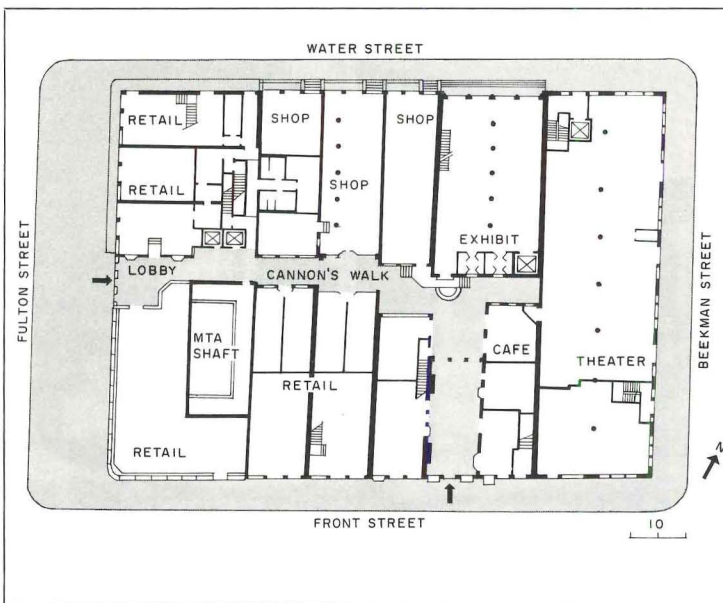 WATER STREET
RETAIL
SHOP
SHOP
RETAIL
SHOP
EXHIBIT
FULTON STREET
LOBBY
CANNON'S WALK
BEEKMAN STREET
MTA
SHAFT
CAFE
THEATER
RETAIL
RETAIL
N
FRONT STREET
10